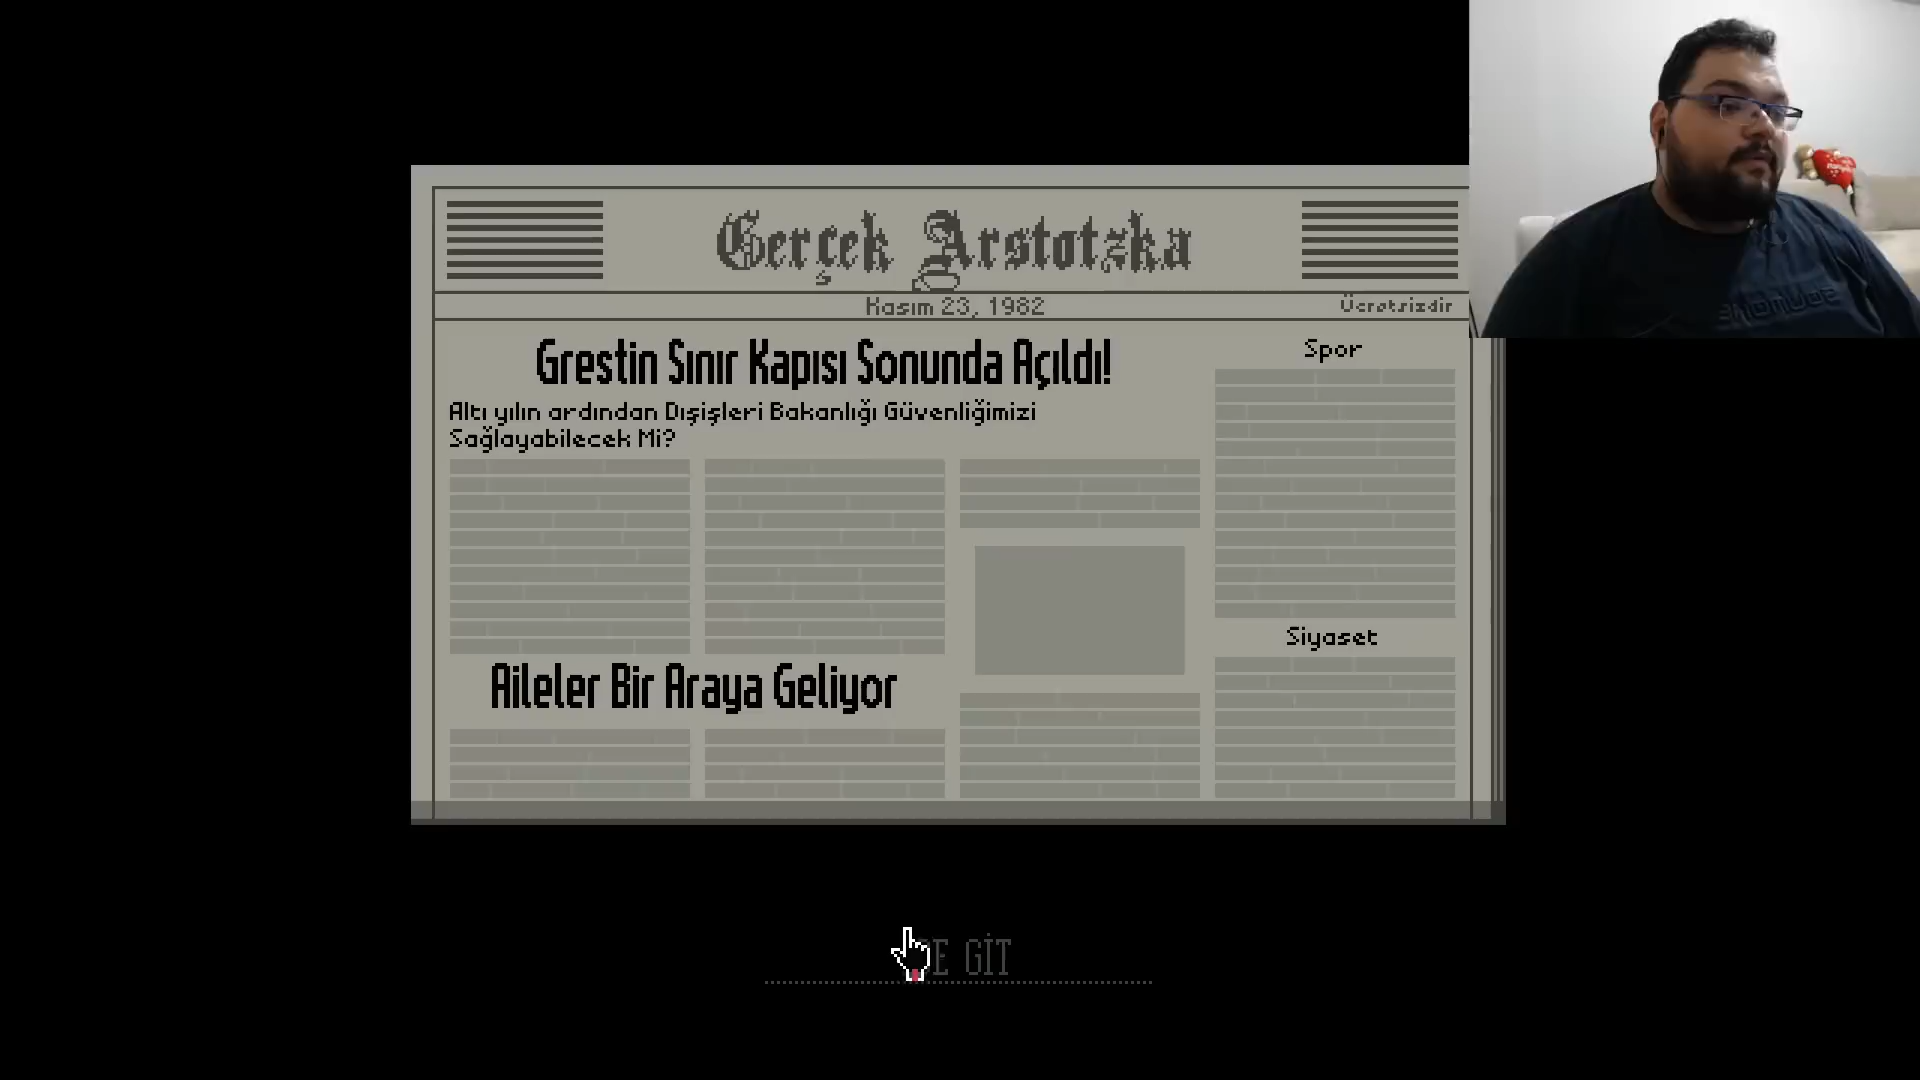 Gerçek Arstotzka
Kasım 23, 1982
Ücretsizdir
Grestin Sınır Kapısı Sonunda Açıldı!
Altı yılın ardından Dışişleri Bakanlığı Güvenliğimizi
Sağlayabilecek Mi?
Spor
Siyaset
Aileler Bir Araya Geliyor
GİT